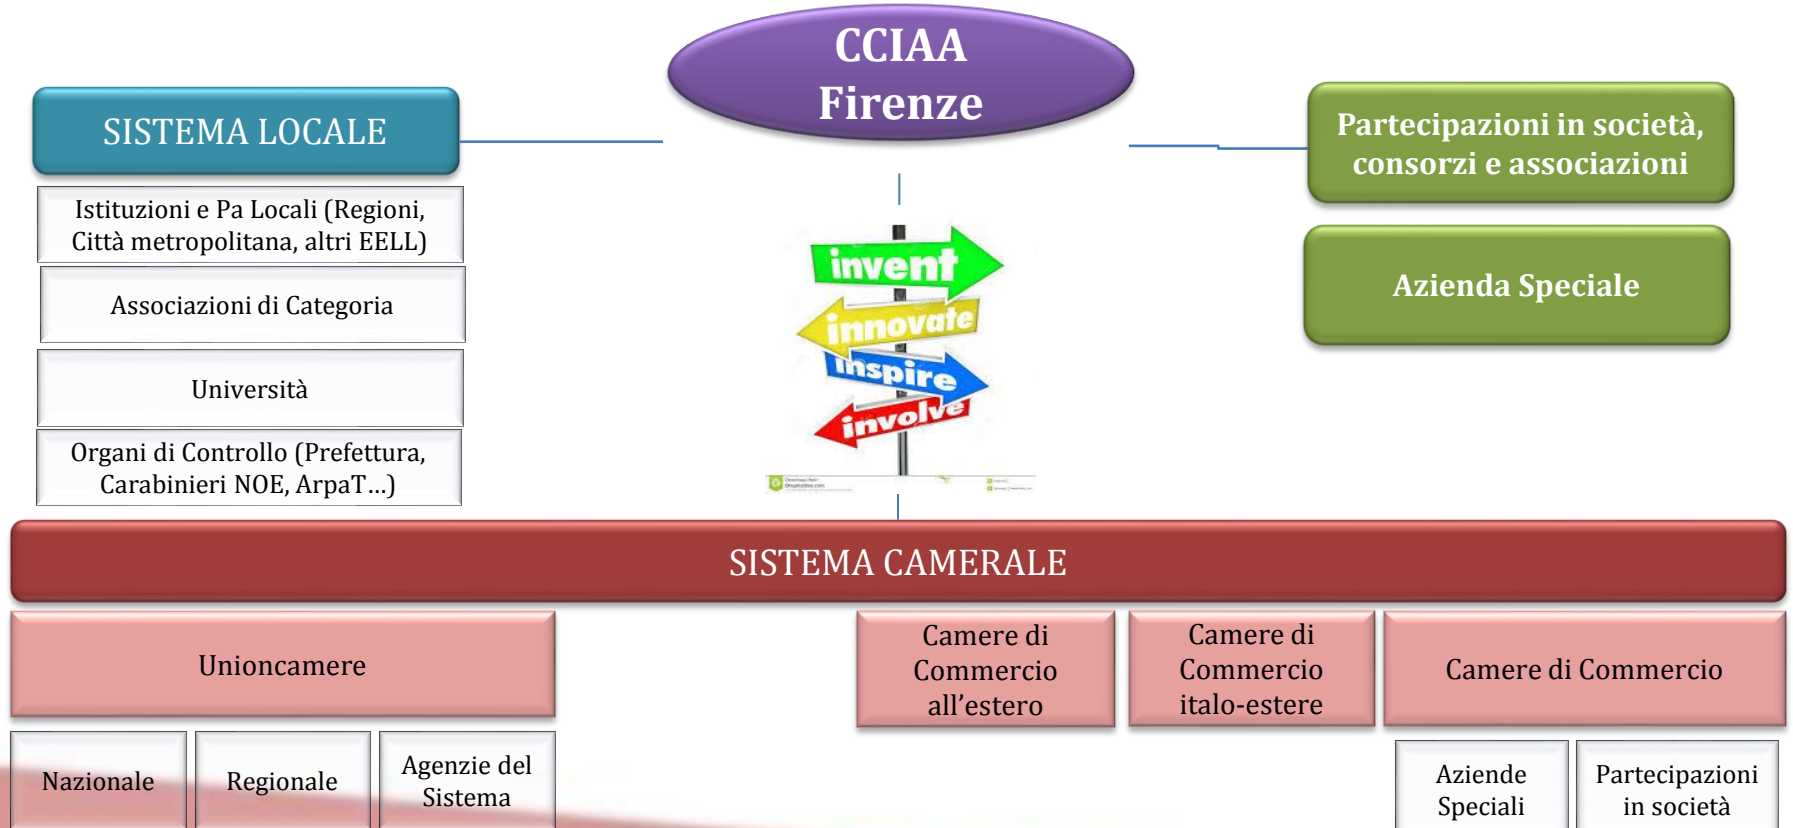 CCIAA
Firenze
SISTEMA LOCALE
Istituzioni e Pa Locali (Regioni,
Città metropolitana, altri EELL)
Associazioni di Categoria
Università
Organi di Controllo (Prefettura,
Carabinieri NOE, ArpaT…)
invent
innovate
inspire
involve
Partecipazioni in società,
consorzi e associazioni
Azienda Speciale
SISTEMA CAMERALE
Unioncamere
Nazionale
Regionale
Agenzie del
Sistema
Camere di
Commercio
all’estero
Camere di
Commercio
italo-estere
Camere di Commercio
Aziende
Speciali
Partecipazioni
in società